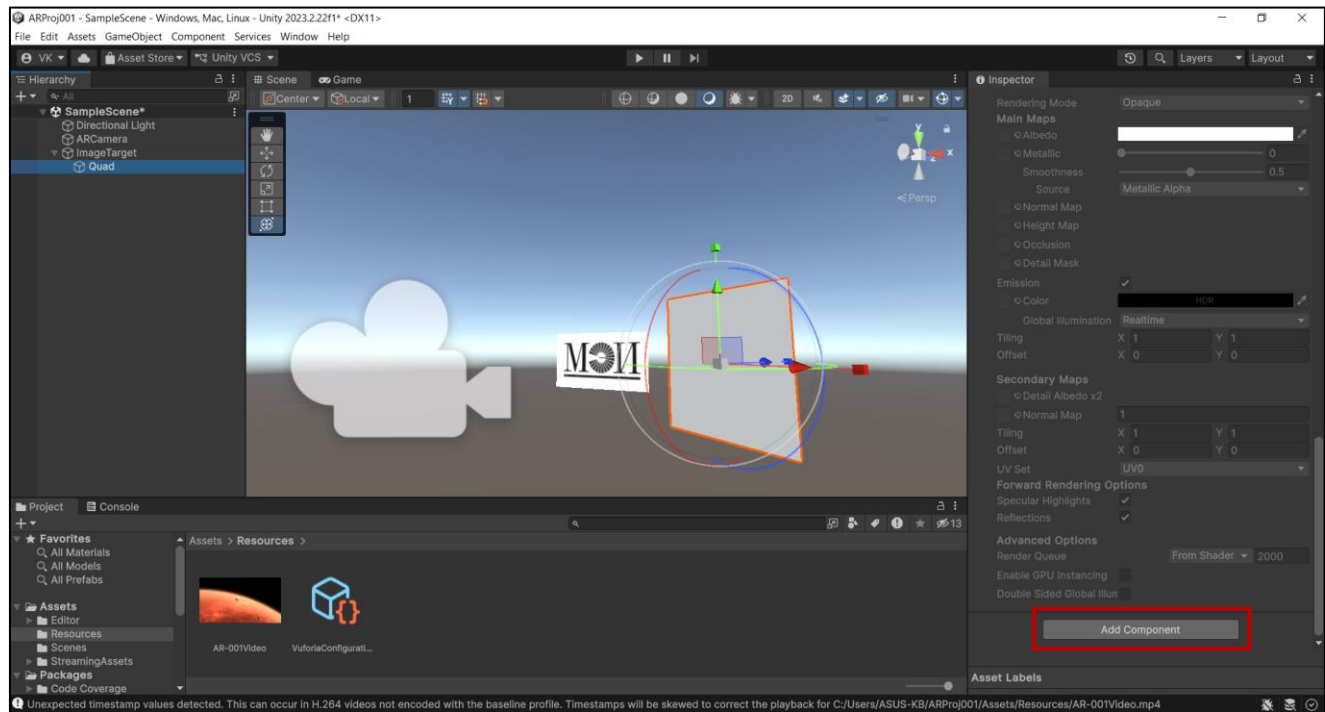 ARProj001 - SampleScene - Windows, Mac, Linux - Unity 2023.2.22f1* <DX11>
File Edit Assets GameObject Component Services Window Help
VK Asset Store Unity VCS Layers Layout
Hierarchy
Scene Game
Inspector
All
Center Local 1 2D
SampleScene*
Directional Light
ARCamera
ImageTarget
Quad
y
x
z
Persp
МЭИ
Rendering Mode Opaque
Main Maps
Albedo
Metallic 0
Smoothness 0.5
Source Metallic Alpha
Normal Map
Height Map
Occlusion
Detail Mask
Emission
Color HDR
Global Illumination Realtime
Tiling X 1 Y 1
Offset X 0 Y 0
Secondary Maps
Detail Albedo x2
Normal Map 1
Tiling X 1 Y 1
Offset X 0 Y 0
UV Set UV0
Forward Rendering Options
Specular Highlights
Reflections
Advanced Options
Render Queue From Shader 2000
Enable GPU Instancing
Double Sided Global Illun
Add Component
Asset Labels
Project Console
13
Favorites
All Materials
All Models
All Prefabs
Assets
Editor
Resources
Scenes
StreamingAssets
Packages
Code Coverage
Assets > Resources >
AR-001Video VuforiaConfigurati...
Unexpected timestamp values detected. This can occur in H.264 videos not encoded with the baseline profile. Timestamps will be skewed to correct the playback for C:/Users/ASUS-KB/ARProj001/Assets/Resources/AR-001Video.mp4